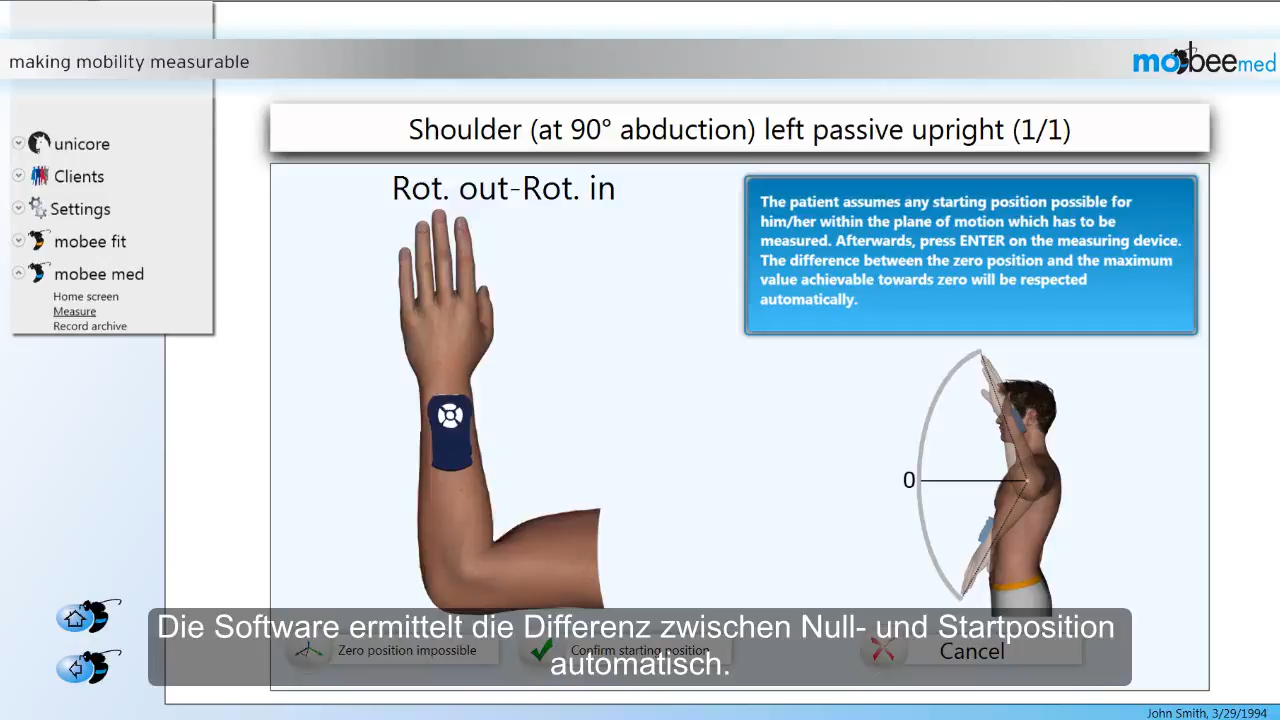 making mobility measurable
mobeemed
unicore
Clients
Settings
mobee fit
mobee med
Home screen
Measure
Record archive
Shoulder (at 90° abduction) left passive upright (1/1)
Rot. out-Rot. in
The patient assumes any starting position possible for
him/her within the plane of motion which has to be
measured. Afterwards, press ENTER on the measuring device.
The difference between the zero position and the maximum
value achievable towards zero will be respected
automatically.
0
Zero position impossible
Confirm starting position
Cancel
Die Software ermittelt die Differenz zwischen Null- und Startposition
automatisch.
John Smith, 3/29/1994